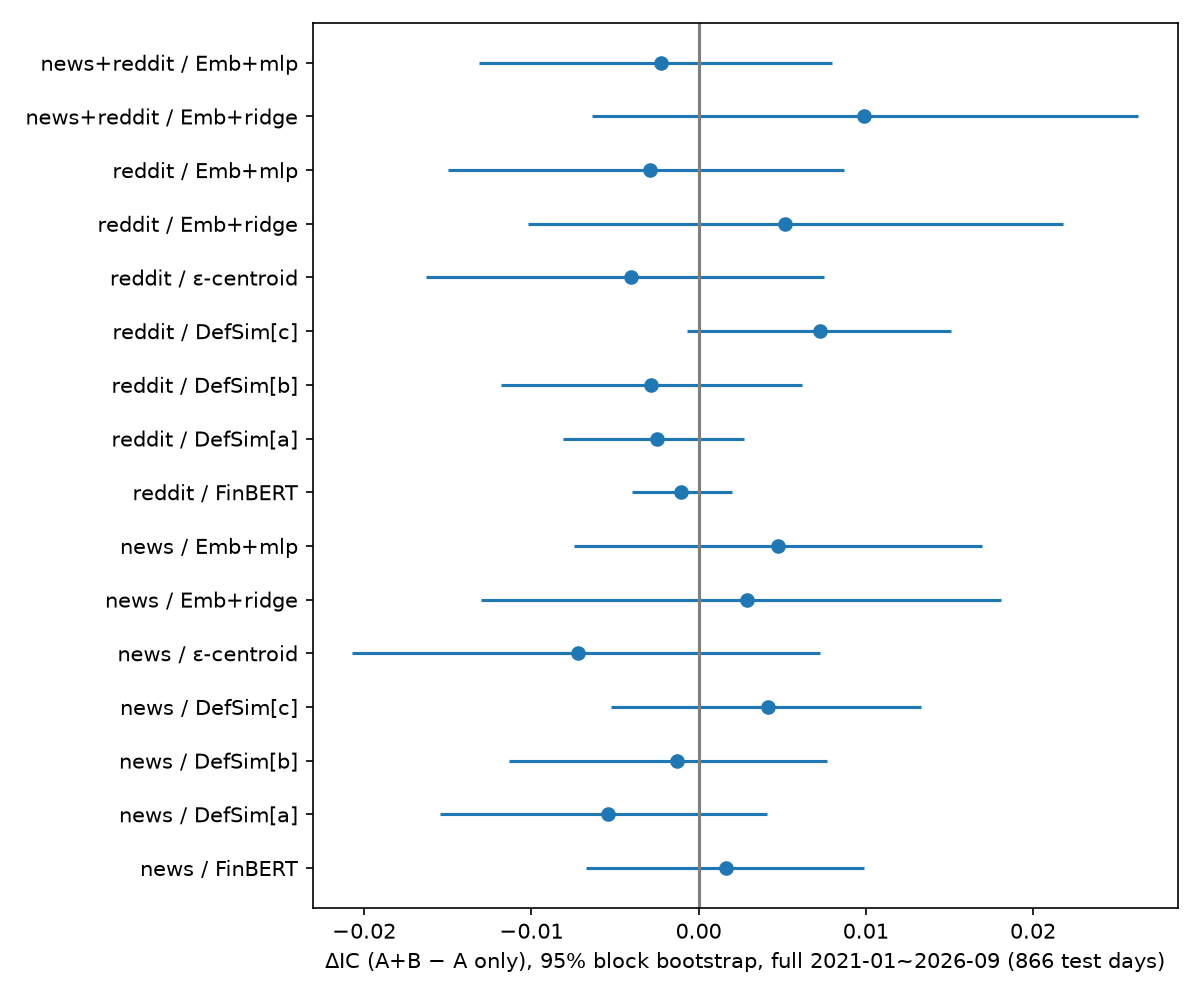 news+reddit / Emb+mlp
news+reddit / Emb+ridge
reddit / Emb+mlp
reddit / Emb+ridge
reddit / ε-centroid
reddit / DefSim[c]
reddit / DefSim[b]
reddit / DefSim[a]
reddit / FinBERT
news / Emb+mlp
news / Emb+ridge
news / ε-centroid
news / DefSim[c]
news / DefSim[b]
news / DefSim[a]
news / FinBERT
−0.02 −0.01 0.00 0.01 0.02
ΔIC (A+B − A only), 95% block bootstrap, full 2021-01~2026-09 (866 test days)